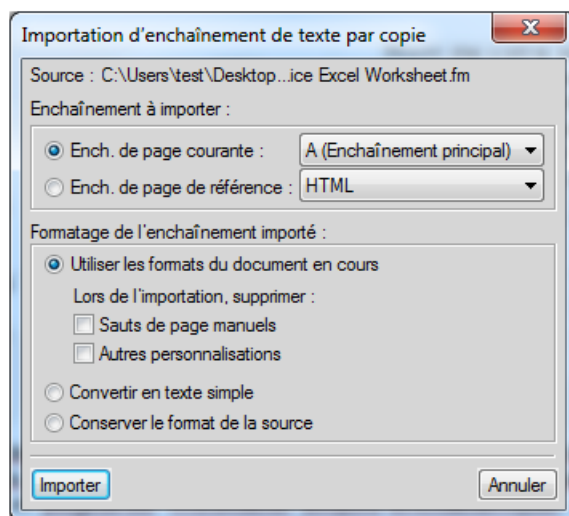 Importation d'enchaînement de texte par copie
Source : C:\Users\test\Desktop...ice Excel Worksheet.fm
Enchaînement à importer :
Ench. de page courante : A (Enchaînement principal)
Ench. de page de référence : HTML
Formatage de l'enchaînement importé :
Utiliser les formats du document en cours
Lors de l'importation, supprimer :
Sauts de page manuels
Autres personnalisations
Convertir en texte simple
Conserver le format de la source
Importer Annuler